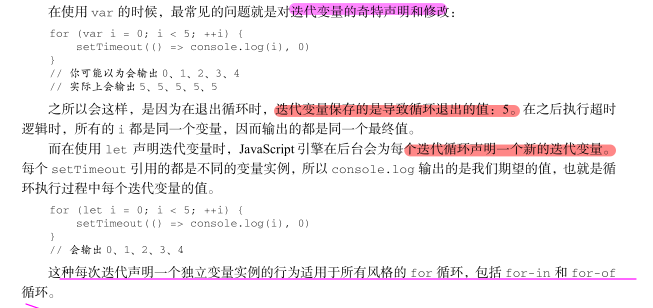 在使用 var 的时候，最常见的问题就是对迭代变量的奇特声明和修改：
for (var i = 0; i < 5; ++i) {
    setTimeout(() => console.log(i), 0)
}
// 你可能以为会输出 0、1、2、3、4
// 实际上会输出 5、5、5、5、5
之所以会这样，是因为在退出循环时，迭代变量保存的是导致循环退出的值：5。在之后执行超时
逻辑时，所有的 i 都是同一个变量，因而输出的都是同一个最终值。
而在使用 let 声明迭代变量时，JavaScript 引擎在后台会为每个迭代循环声明一个新的迭代变量。
每个 setTimeout 引用的都是不同的变量实例，所以 console.log 输出的是我们期望的值，也就是循
环执行过程中每个迭代变量的值。
for (let i = 0; i < 5; ++i) {
    setTimeout(() => console.log(i), 0)
}
// 会输出 0、1、2、3、4
这种每次迭代声明一个独立变量实例的行为适用于所有风格的 for 循环，包括 for-in 和 for-of
循环。